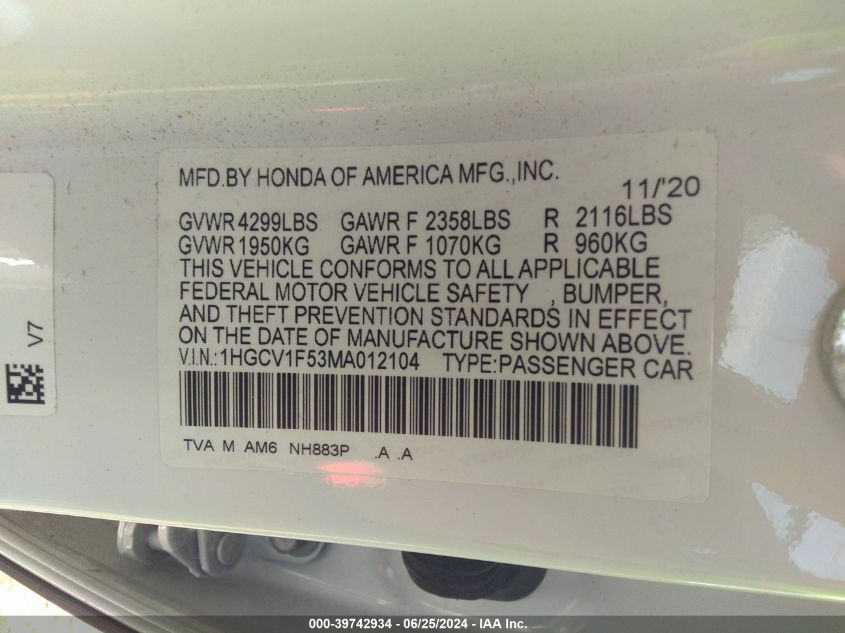 MFD.BY HONDA OF AMERICA MFG.,INC.
11/'20
GVWR 4299LBS GAWR F 2358LBS R 2116LBS
GVWR 1950KG GAWR F 1070KG R 960KG
THIS VEHICLE CONFORMS TO ALL APPLICABLE
FEDERAL MOTOR VEHICLE SAFETY , BUMPER,
AND THEFT PREVENTION STANDARDS IN EFFECT
ON THE DATE OF MANUFACTURE SHOWN ABOVE.
V.I.N.:1HGCV1F53MA012104 TYPE:PASSENGER CAR
TVA M AM6 NH883P .A .A
V7
000-39742934 - 06/25/2024 - IAA Inc.